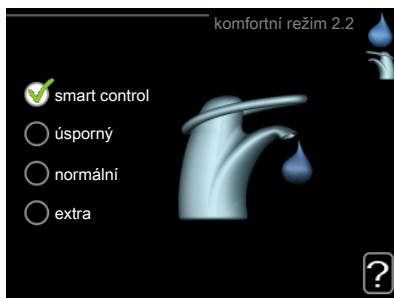 komfortní režim 2.2
smart control
úsporný
normální
extra
?